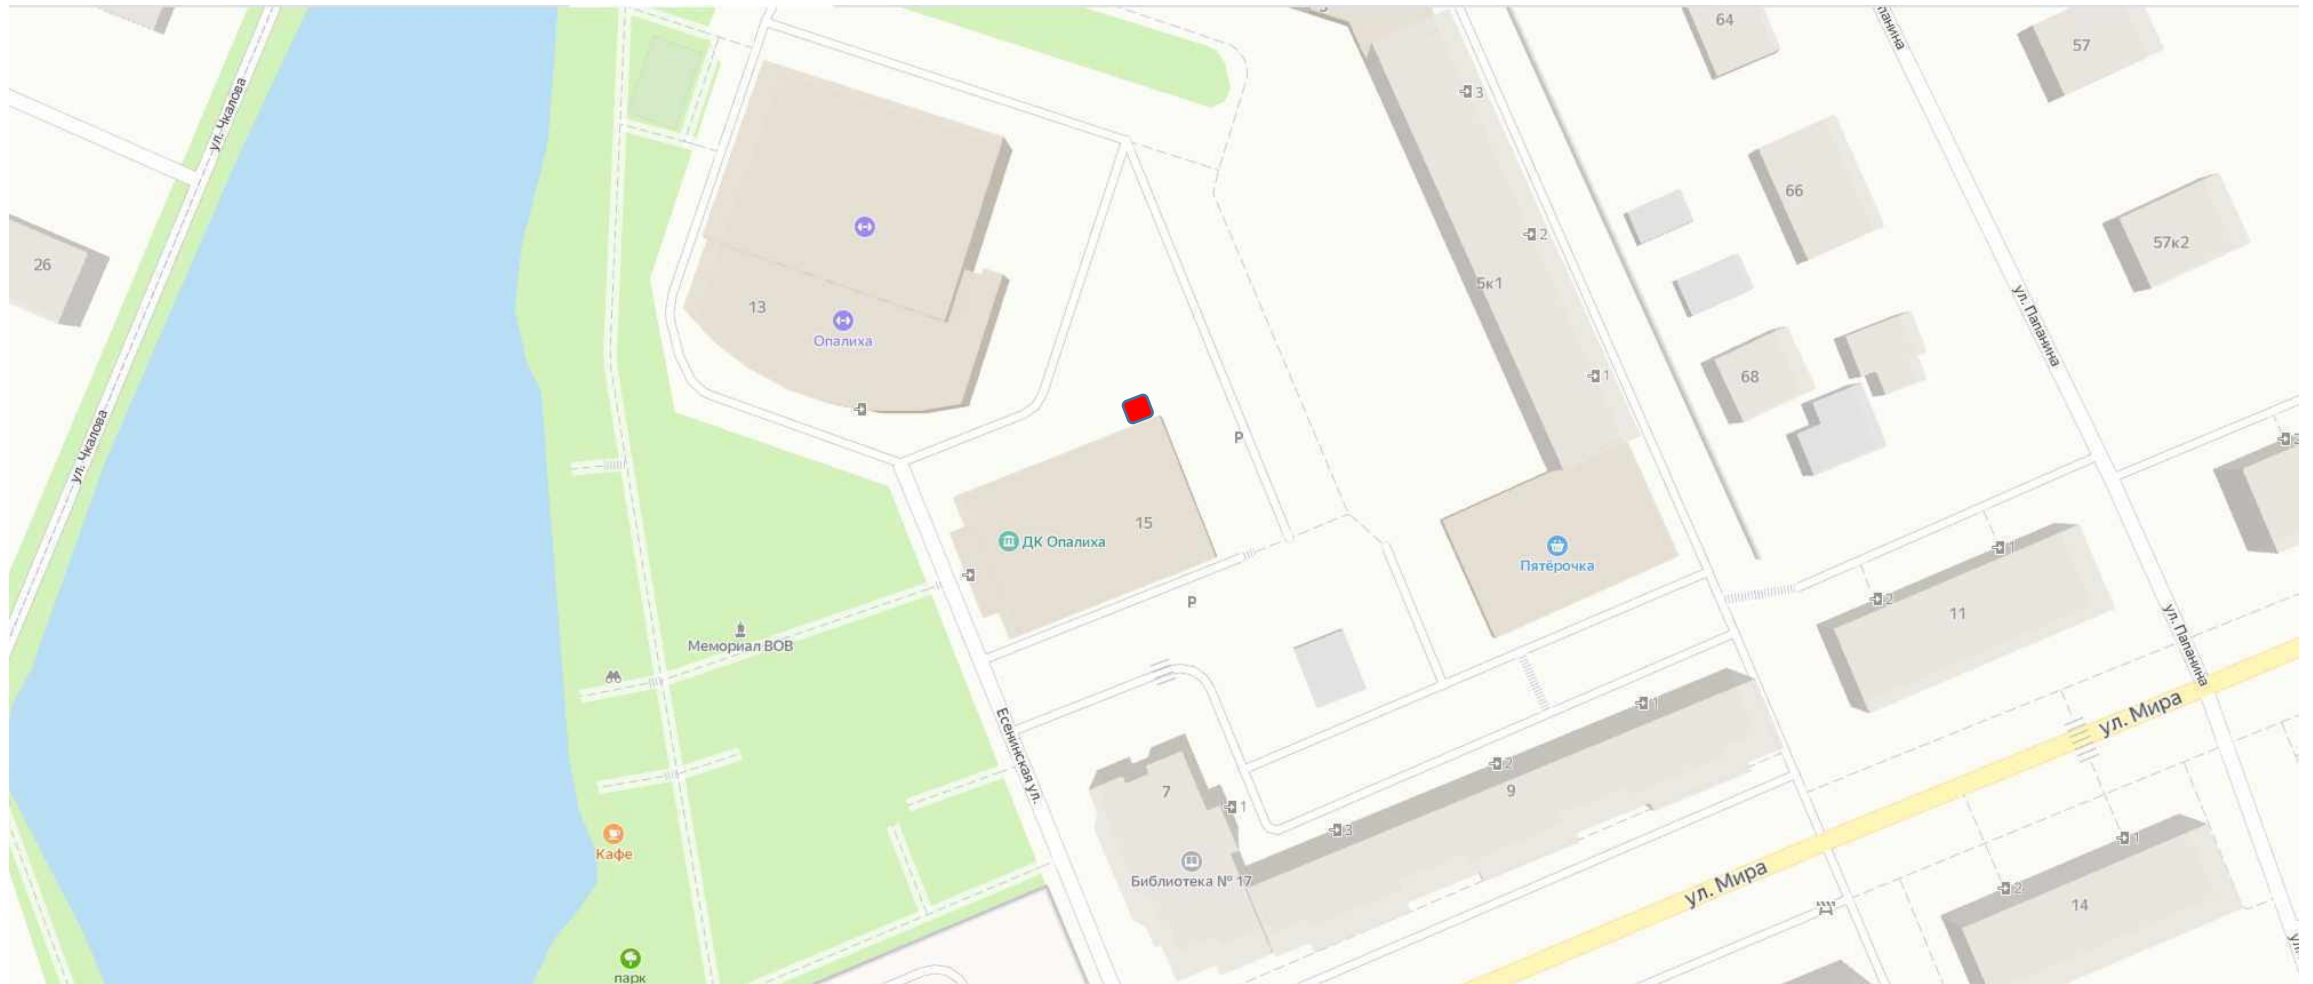 64
панина
57
ул. Чкалова
3
66
2
57к2
26
5к1
13
ул. Папанина
Опалиха
1
68
ул. Чкалова
P
2
15
ДК Опалиха
1
Пятёрочка
P
2
11
Мемориал ВОВ
ул. Папанина
1
ул. Мира
Есенинская ул.
2
7
9
1
3
1
Кафе
Библиотека № 17
ул. Мира
2
14
парк